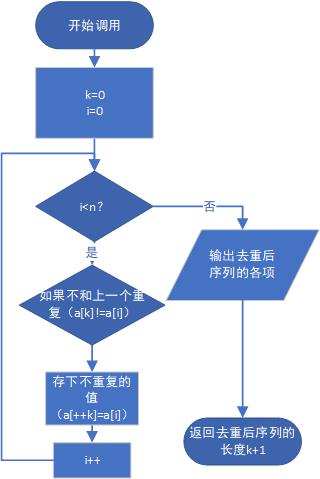 开始调用
k=0
i=0
i<n？
否
是
输出去重后
序列的各项
如果不和上一个重
复（a[k]!=a[i]）
存下不重复的
值
（a[++k]=a[i]）
i++
返回去重后序列的
长度k+1